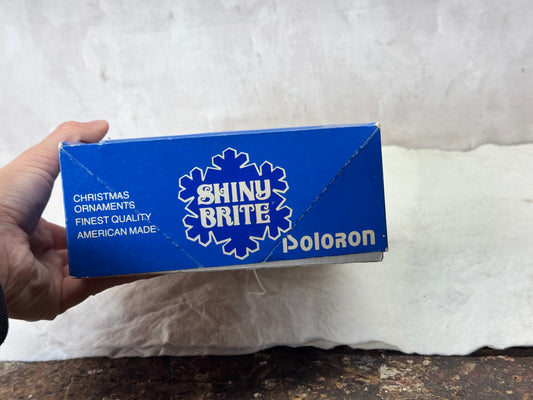 CHRISTMAS
ORNAMENTS
FINEST QUALITY
AMERICAN MADE
SHINY
BRITE
Poloron